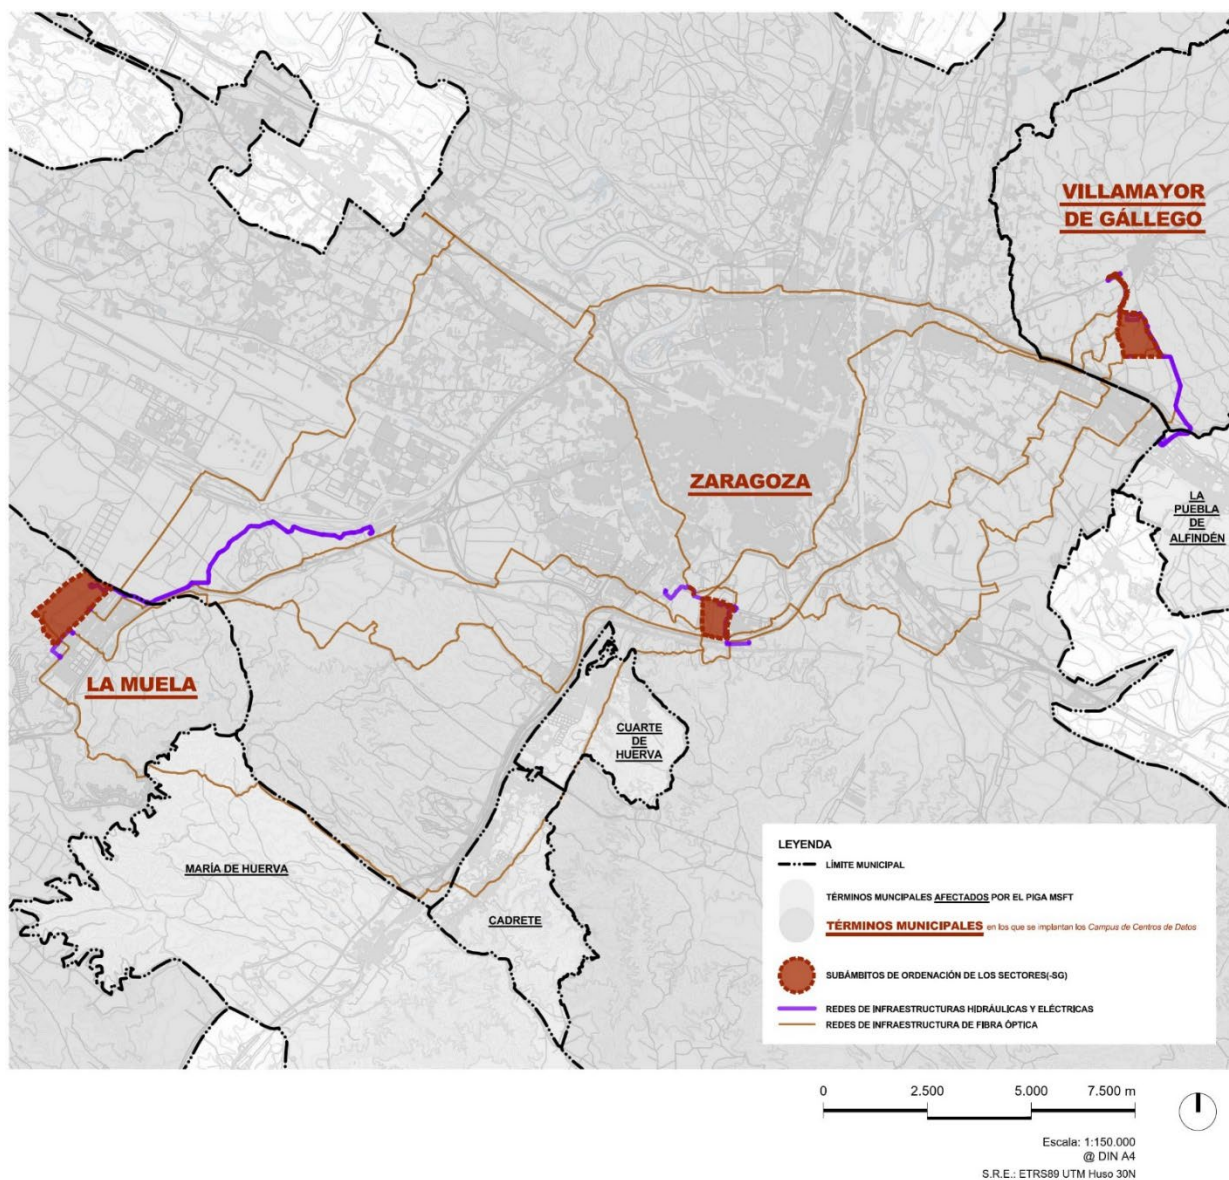 VILLAMAYOR
DE GÁLLEGO
ZARAGOZA
LA
PUEBLA
DE
ALFINDÉN
LA MUELA
CUARTE
DE
HUERVA
MARÍA DE HUERVA
CADRETE
LEYENDA
LÍMITE MUNICIPAL
TÉRMINOS MUNCIPALES AFECTADOS POR EL PIGA MSFT
TÉRMINOS MUNICIPALES en los que se implantan los Campus de Centros de Datos
SUBÁMBITOS DE ORDENACIÓN DE LOS SECTORES(-SG)
REDES DE INFRAESTRUCTURAS HIDRÁULICAS Y ELÉCTRICAS
REDES DE INFRAESTRUCTURA DE FIBRA ÓPTICA
0 2.500 5.000 7.500 m
Escala: 1:150.000
@ DIN A4
S.R.E.: ETRS89 UTM Huso 30N